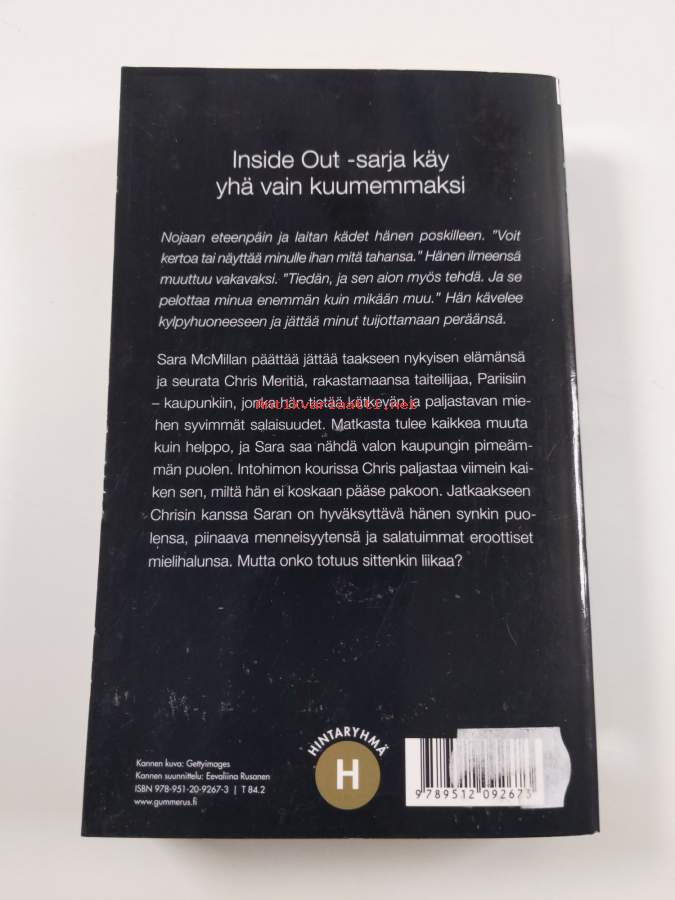 Inside Out -sarja käy
yhä vain kuumemmaksi
Nojaan eteenpäin ja laitan kädet hänen poskilleen. "Voit
kertoa tai näyttää minulle ihan mitä tahansa." Hänen ilmeensä
muuttuu vakavaksi. "Tiedän, ja sen aion myös tehdä. Ja se
pelottaa minua enemmän kuin mikään muu." Hän kävelee
kylpyhuoneeseen ja jättää minut tuijottamaan peräänsä.
Sara McMillan päättää jättää taakseen nykyisen elämänsä
ja seurata Chris Meritiä, rakastamaansa taiteilijaa, Pariisiin
– kaupunkiin, jonka hän tietää kätkevän ja paljastavan mie-
hen syvimmät salaisuudet. Matkasta tulee kaikkea muuta
kuin helppo, ja Sara saa nähdä valon kaupungin pimeäm-
män puolen. Intohimon kourissa Chris paljastaa viimein kai-
ken sen, miltä hän ei koskaan pääse pakoon. Jatkaakseen
Chrisin kanssa Saran on hyväksyttävä hänen synkin puo-
lensa, piinaava menneisyytensä ja salatuimmat eroottiset
mielihalunsa. Mutta onko totuus sittenkin liikaa?
Antikvariaatti.net
Kannen kuva: Gettyimages
Kannen suunnittelu: Eevaliina Rusanen
ISBN 978-951-20-9267-3 | T 84.2
www.gummerus.fi
HINTARYHMÄ
H
9789512092673